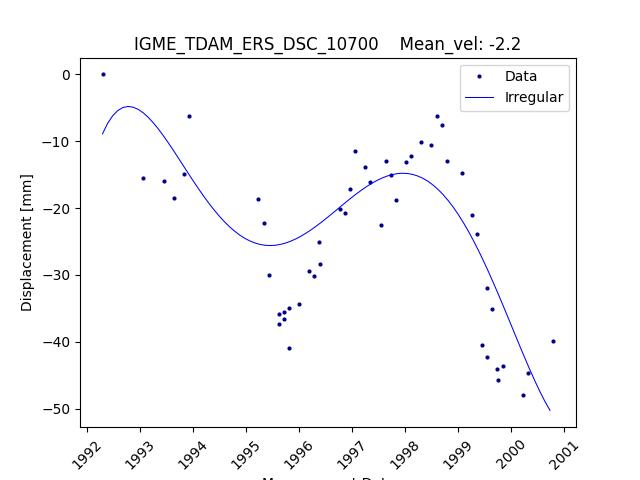 IGME_TDAM_ERS_DSC_10700    Mean_vel: -2.2
Data
Irregular
Displacement [mm]
0
−10
−20
−30
−40
−50
1992 1993 1994 1995 1996 1997 1998 1999 2000 2001